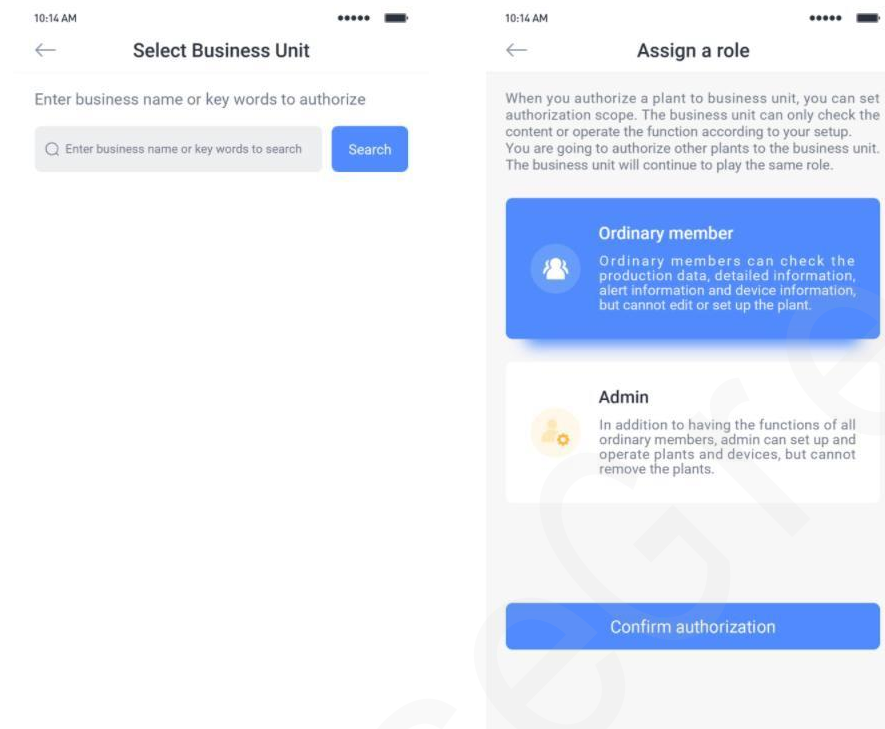 10:14 AM
Select Business Unit
Enter business name or key words to authorize
Enter business name or key words to search
Search
10:14 AM
Assign a role
When you authorize a plant to business unit, you can set
authorization scope. The business unit can only check the
content or operate the function according to your setup.
You are going to authorize other plants to the business unit.
The business unit will continue to play the same role.
Ordinary member
Ordinary members can check the
production data, detailed information,
alert information and device information,
but cannot edit or set up the plant.
Admin
In addition to having the functions of all
ordinary members, admin can set up and
operate plants and devices, but cannot
remove the plants.
Confirm authorization